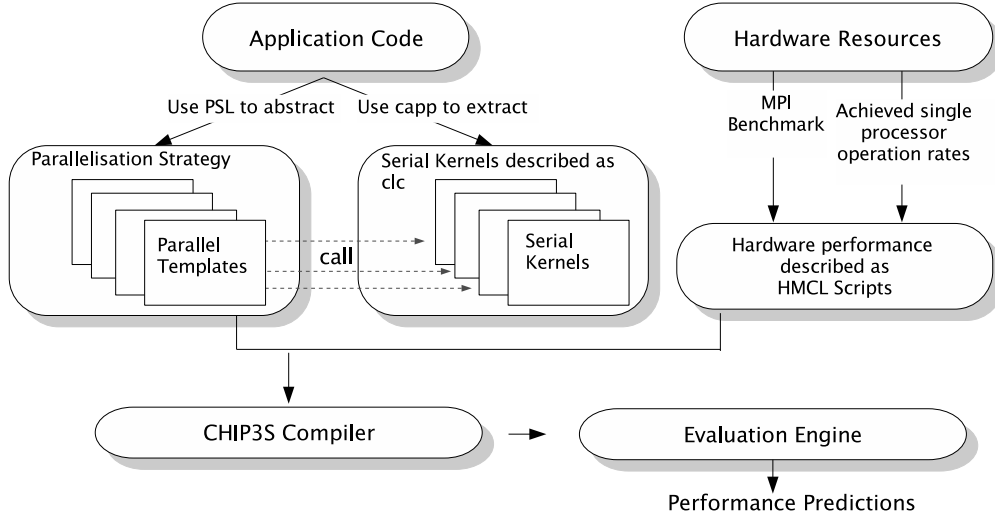 Application Code
Hardware Resources
Use PSL to abstract
Use capp to extract
MPI
Benchmark
Achieved single
processor
operation rates
Parallelisation Strategy
Serial Kernels described as
clc
Parallel
Templates
call
Serial
Kernels
Hardware performance
described as
HMCL Scripts
CHIP3S Compiler
Evaluation Engine
Performance Predictions